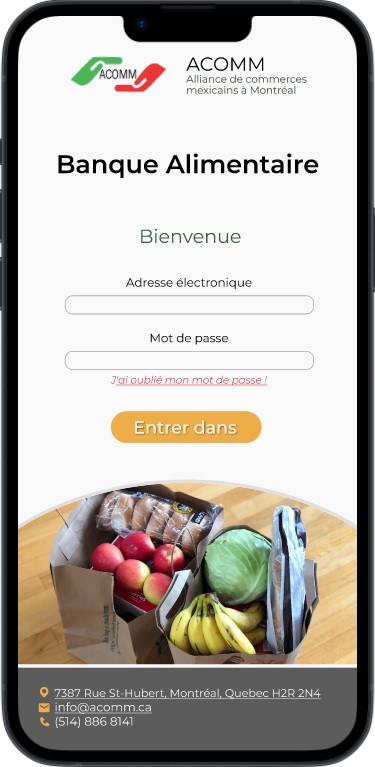 ACOMM
ACOMM
Alliance de commerces
mexicains à Montréal
Banque Alimentaire
Bienvenue
Adresse électronique
Mot de passe
J'ai oublié mon mot de passe !
Entrer dans
7387 Rue St-Hubert, Montréal, Quebec H2R 2N4
info@acomm.ca
(514) 886 8141